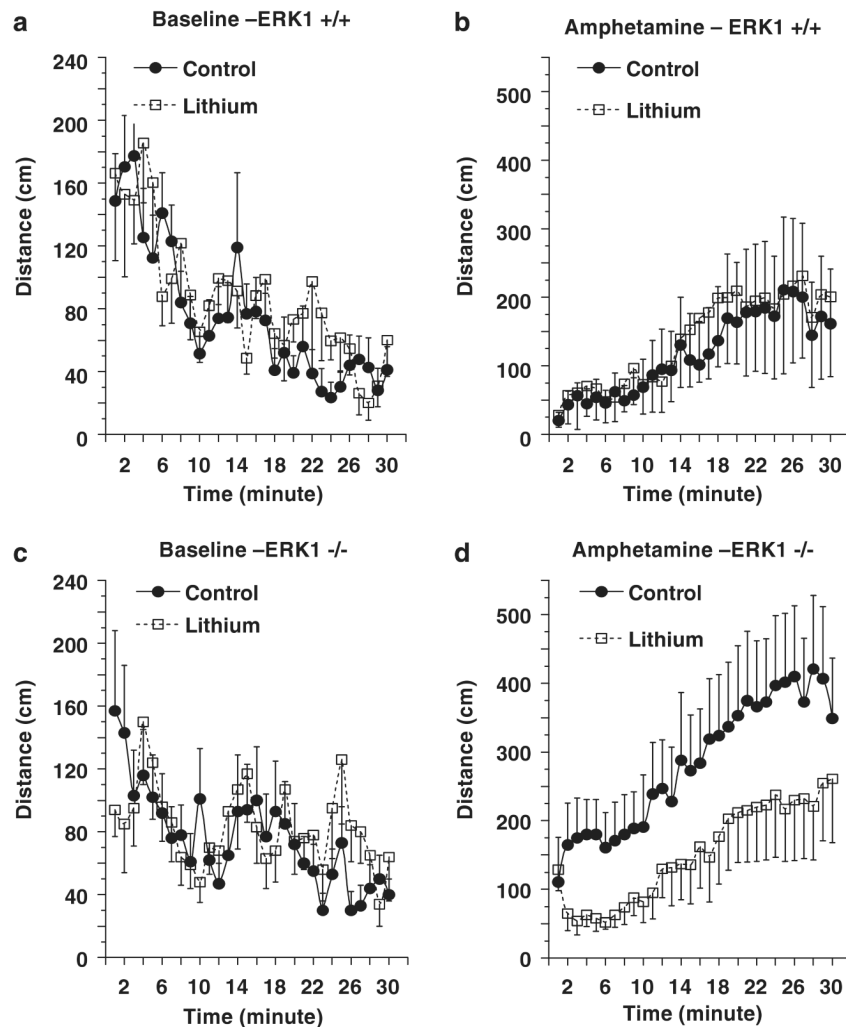 a
Baseline –ERK1 +/+
240
200
160
120
80
40
0
Distance (cm)
Control
Lithium
2 6 10 14 18 22 26 30
Time (minute)
b
Amphetamine – ERK1 +/+
500
400
300
200
100
0
Distance (cm)
Control
Lithium
2 6 10 14 18 22 26 30
Time (minute)
c
Baseline –ERK1 -/-
240
200
160
120
80
40
0
Distance (cm)
Control
Lithium
2 6 10 14 18 22 26 30
Time (minute)
d
Amphetamine –ERK1 -/-
500
400
300
200
100
0
Distance (cm)
Control
Lithium
2 6 10 14 18 22 26 30
Time (minute)